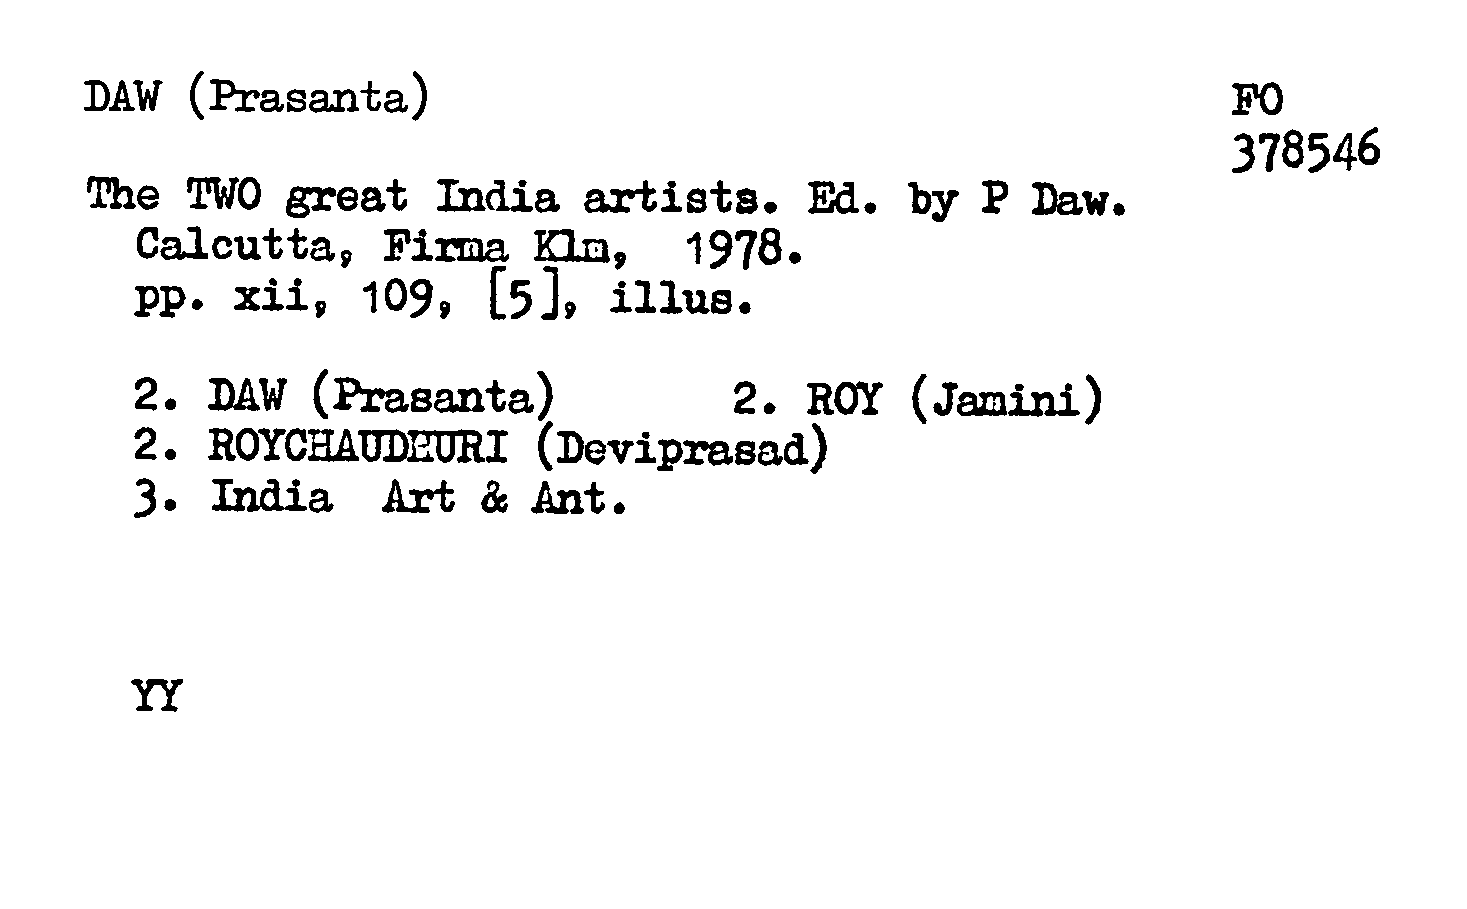 DAW (Prasanta)
FO
378546
The TWO great India artists. Ed. by P Daw.
Calcutta, Firma Klm, 1978.
pp. xii, 109, [5], illus.
2. DAW (Prasanta) 2. ROY (Jamini)
2. ROYCHAUDHURI (Deviprasad)
3. India Art & Ant.
YY